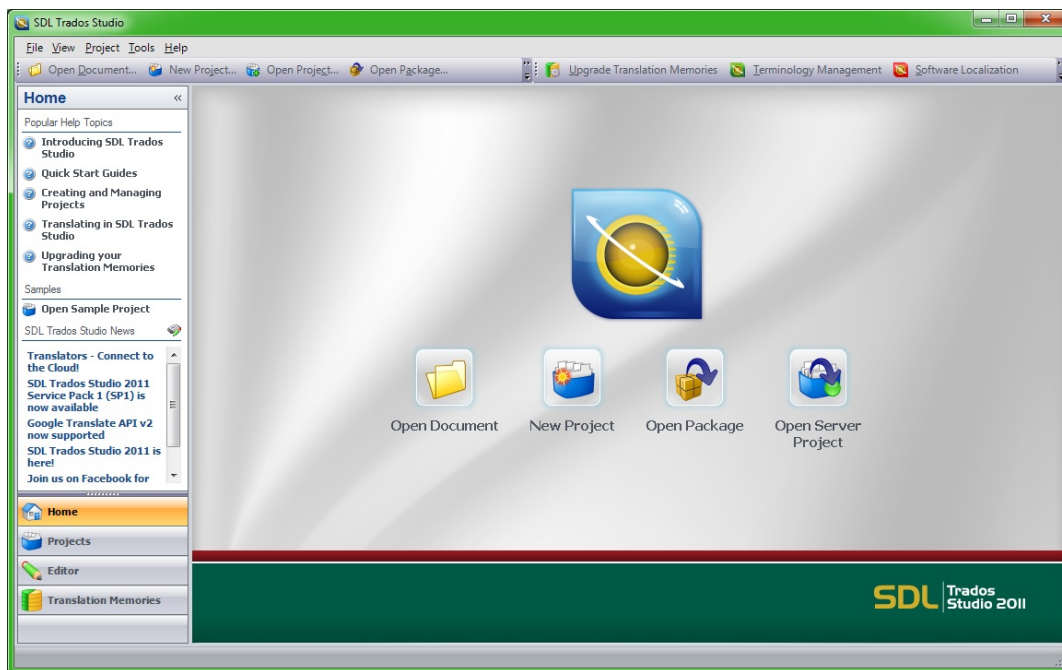 SDL Trados Studio
File View Project Tools Help
Open Document... New Project... Open Project... Open Package... Upgrade Translation Memories Terminology Management Software Localization
Home «
Popular Help Topics
Introducing SDL Trados
Studio
Quick Start Guides
Creating and Managing
Projects
Translating in SDL Trados
Studio
Upgrading your
Translation Memories
Samples
Open Sample Project
SDL Trados Studio News
Translators - Connect to
the Cloud!
SDL Trados Studio 2011
Service Pack 1 (SP1) is
now available
Google Translate API v2
now supported
SDL Trados Studio 2011 is
here!
Join us on Facebook for
Open Document
New Project
Open Package
Open Server
Project
Home
Projects
Editor
Translation Memories
SDL Trados
Studio 2011